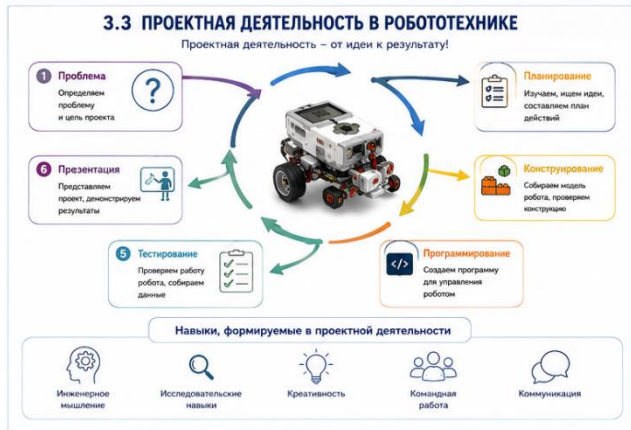 3.3 ПРОЕКТНАЯ ДЕЯТЕЛЬНОСТЬ В РОБОТОТЕХНИКЕ
Проектная деятельность – от идеи к результату!
1 Проблема
Определяем
проблему
и цель проекта
?
Планирование
Изучаем, ищем идеи,
составляем план
действий
6 Презентация
Представляем
проект, демонстрируем
результаты
Конструирование
Собираем модель
робота, проверяем
конструкцию
5 Тестирование
Проверяем работу
робота, собираем
данные
</>
Программирование
Создаем программу
для управления
роботом
Навыки, формируемые в проектной деятельности
Инженерное
мышление
Исследовательские
навыки
Креативность
Командная
работа
Коммуникация